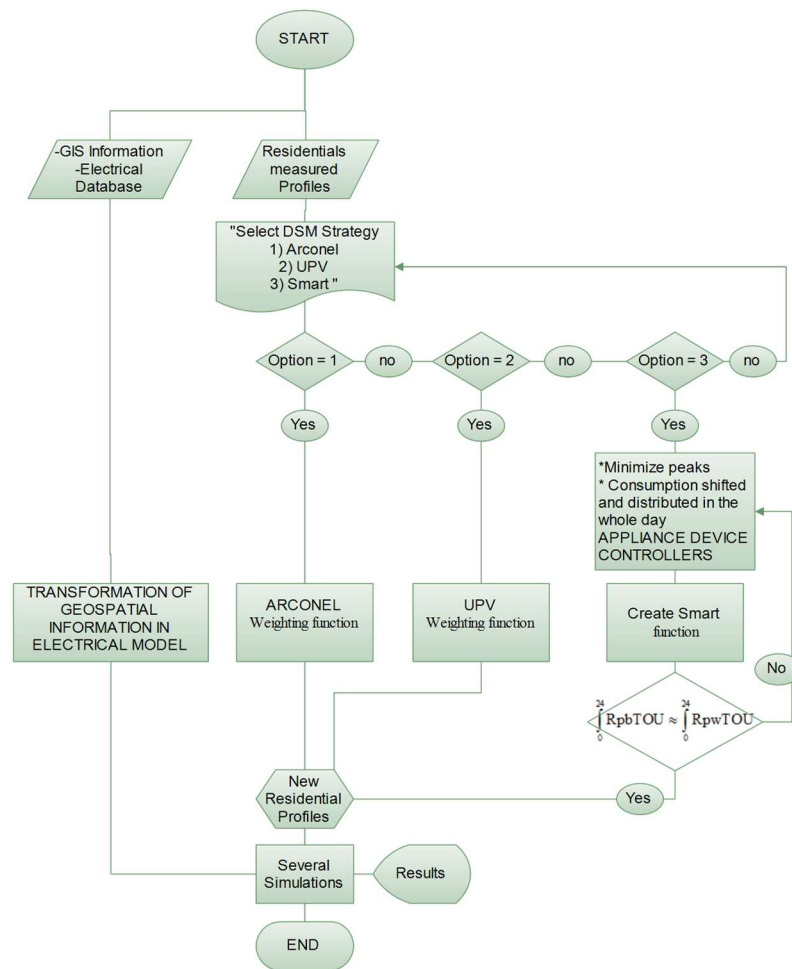 START
-GIS Information
-Electrical
Database
Residentials
measured
Profiles
"Select DSM Strategy
1) Arconel
2) UPV
3) Smart "
Option = 1
no
Option = 2
no
Option = 3
no
Yes
Yes
Yes
*Minimize peaks
* Consumption shifted
and distributed in the
whole day
APPLIANCE DEVICE
CONTROLLERS
TRANSFORMATION OF
GEOSPATIAL
INFORMATION IN
ELECTRICAL MODEL
ARCONEL
Weighting function
UPV
Weighting function
Create Smart
function
No
∫₀²⁴ RpbTOU ≈ ∫₀²⁴ RpwTOU
Yes
New
Residential
Profiles
Several
Simulations
Results
END